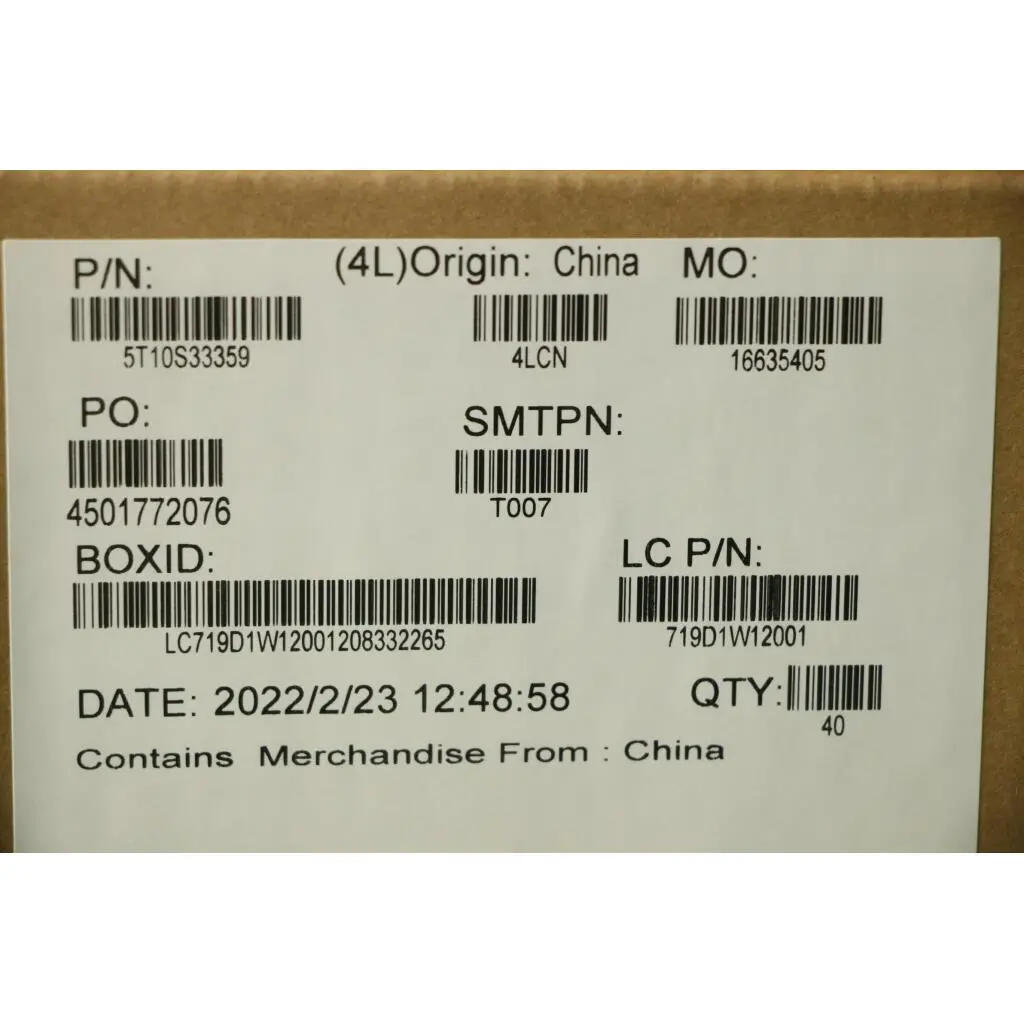 P/N: (4L)Origin: China MO:
5T10S33359 4LCN 16635405
PO: SMTPN:
4501772076 T007
BOXID: LC P/N:
LC719D1W12001208332265 719D1W12001
DATE: 2022/2/23 12:48:58 QTY:
40
Contains Merchandise From : China